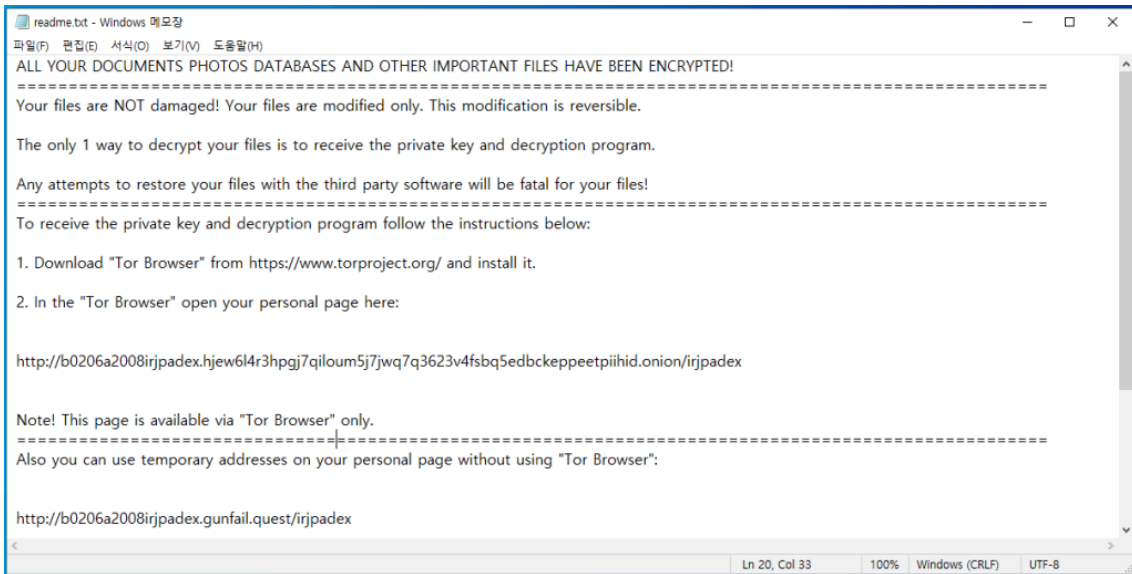 readme.txt - Windows 메모장
파일(F) 편집(E) 서식(O) 보기(V) 도움말(H)
ALL YOUR DOCUMENTS PHOTOS DATABASES AND OTHER IMPORTANT FILES HAVE BEEN ENCRYPTED!
====================================================================================================
Your files are NOT damaged! Your files are modified only. This modification is reversible.
The only 1 way to decrypt your files is to receive the private key and decryption program.
Any attempts to restore your files with the third party software will be fatal for your files!
====================================================================================================
To receive the private key and decryption program follow the instructions below:
1. Download "Tor Browser" from https://www.torproject.org/ and install it.
2. In the "Tor Browser" open your personal page here:
http://b0206a2008irjpadex.hjew6l4r3hpgj7qiloum5j7jwq7q3623v4fsbq5edbckeppeetpiihid.onion/irjpadex
Note! This page is available via "Tor Browser" only.
====================================================================================================
Also you can use temporary addresses on your personal page without using "Tor Browser":
http://b0206a2008irjpadex.gunfail.quest/irjpadex
Ln 20, Col 33 100% Windows (CRLF) UTF-8